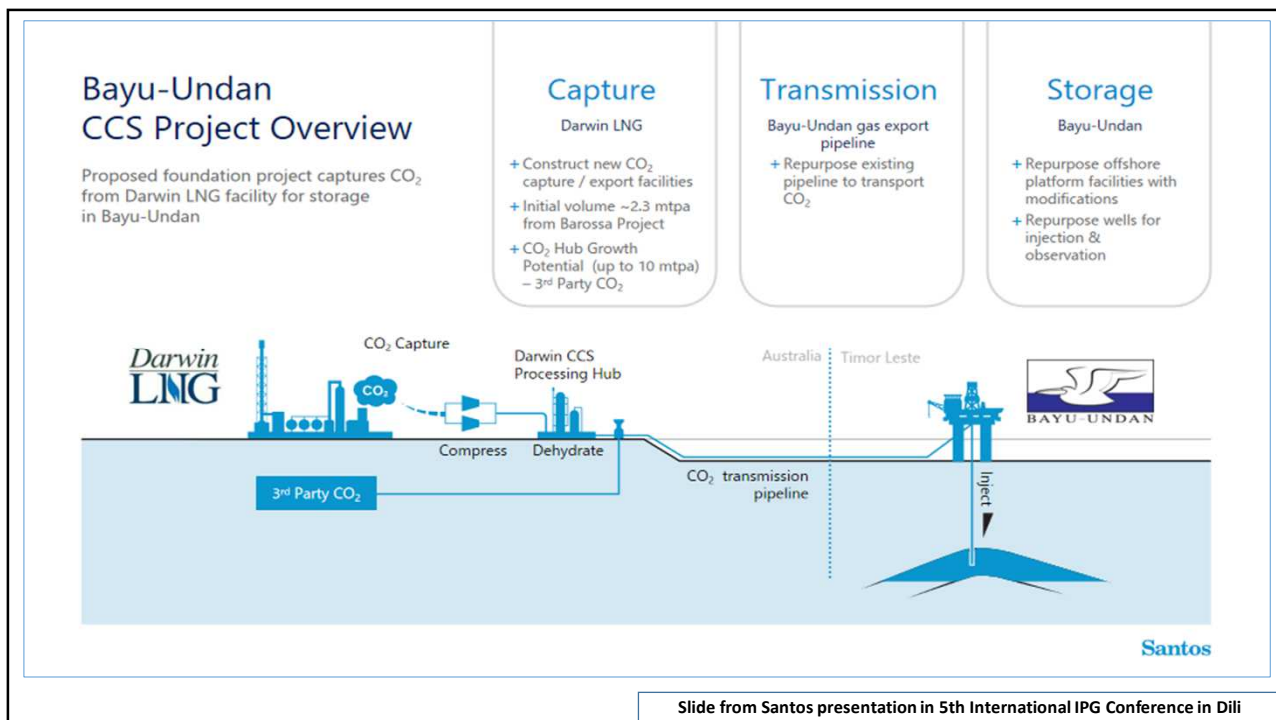 Bayu-Undan
CCS Project Overview
Proposed foundation project captures CO₂
from Darwin LNG facility for storage
in Bayu-Undan
Capture
Darwin LNG
+ Construct new CO₂
capture / export facilities
+ Initial volume ~2.3 mtpa
from Barossa Project
+ CO₂ Hub Growth
Potential (up to 10 mtpa)
– 3rd Party CO₂
Transmission
Bayu-Undan gas export
pipeline
+ Repurpose existing
pipeline to transport
CO₂
Storage
Bayu-Undan
+ Repurpose offshore
platform facilities with
modifications
+ Repurpose wells for
injection &
observation
Darwin
LNG
CO₂ Capture
CO₂
Compress
Darwin CCS
Processing Hub
Dehydrate
3rd Party CO₂
CO₂ transmission
pipeline
Australia
Timor Leste
BAYU-UNDAN
Inject
Santos
Slide from Santos presentation in 5th International IPG Conference in Dili